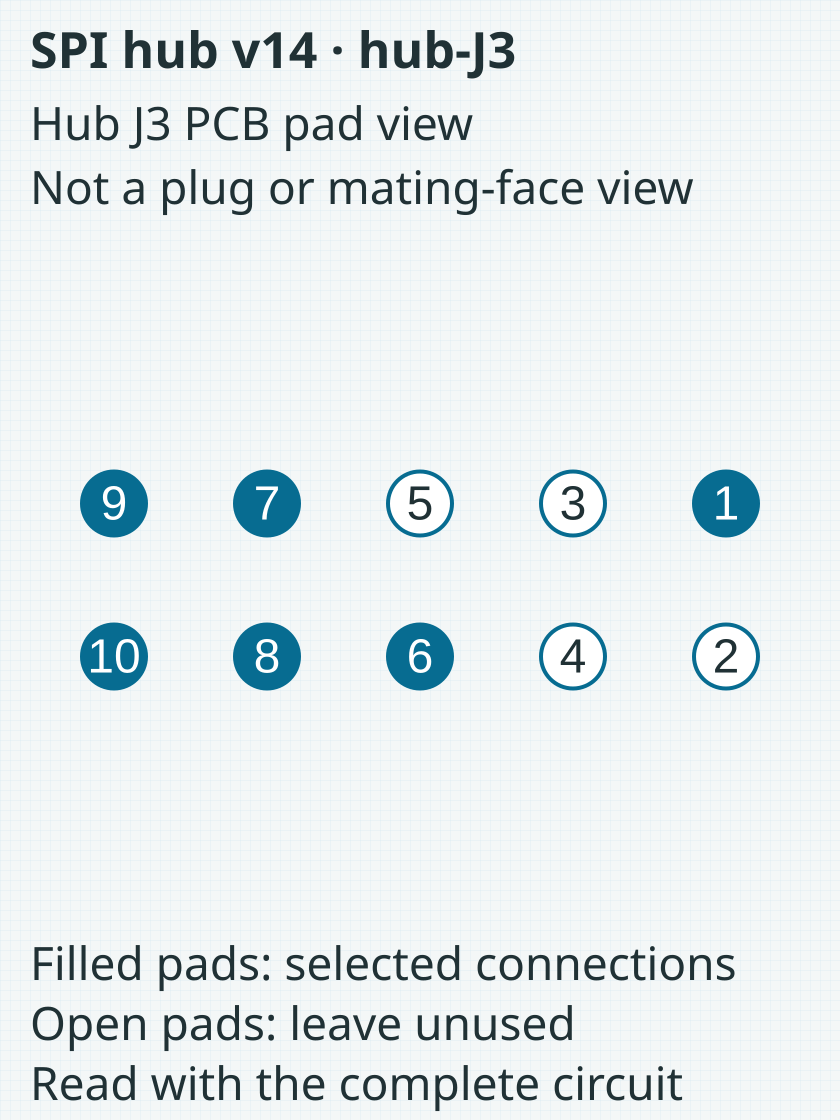 SPI hub v14 · hub-J3
Hub J3 PCB pad view
Not a plug or mating-face view
9 7 5 3 1
10 8 6 4 2
Filled pads: selected connections
Open pads: leave unused
Read with the complete circuit